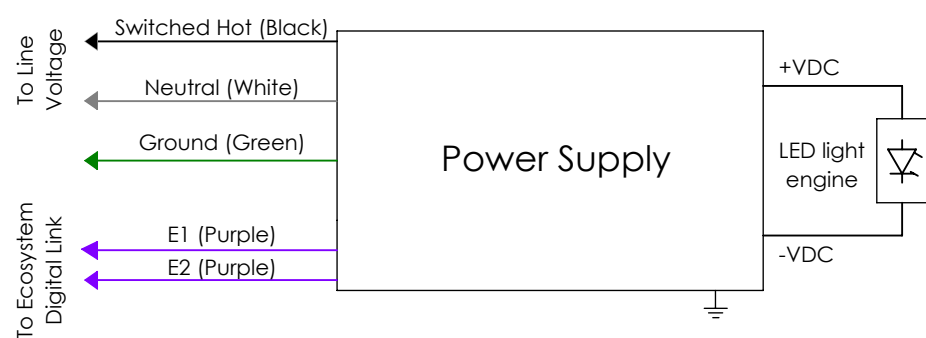 To Line
Voltage
Switched Hot (Black)
Neutral (White)
Ground (Green)
To Ecosystem
Digital Link
E1 (Purple)
E2 (Purple)
Power Supply
+VDC
LED light
engine
-VDC